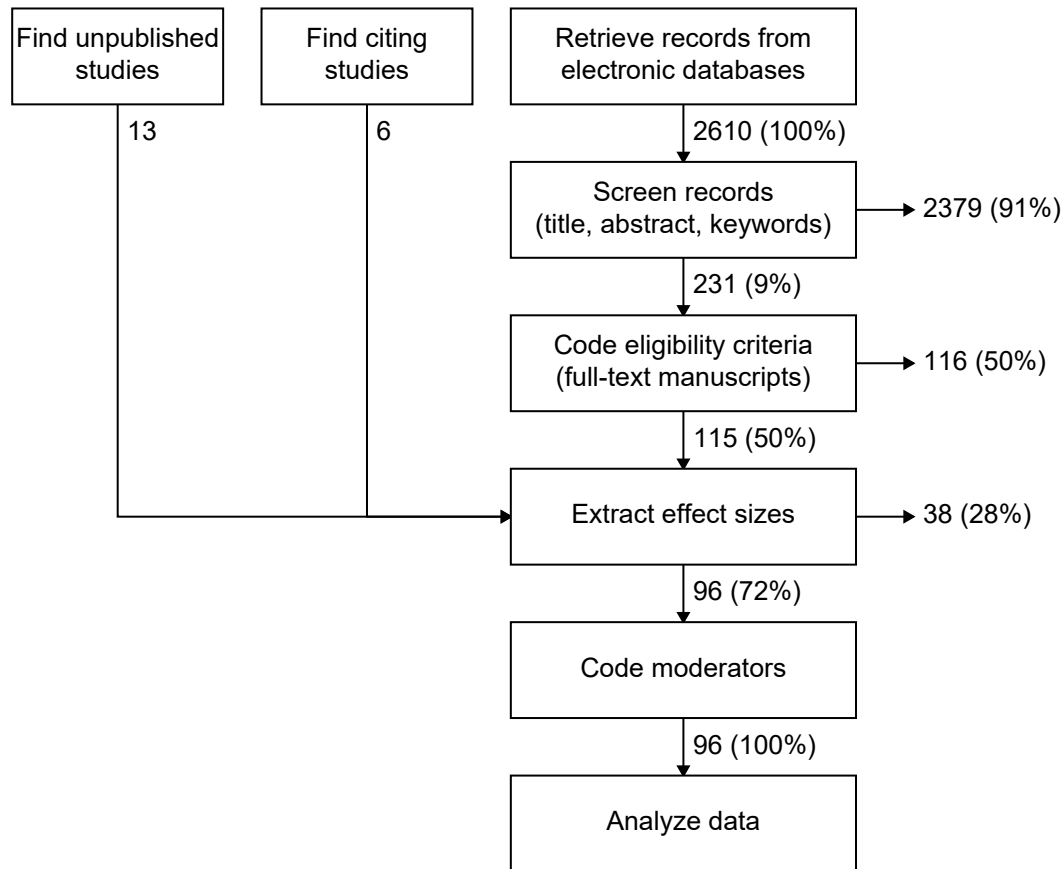 Find unpublished
studies
Find citing
studies
Retrieve records from
electronic databases
13
6
2610 (100%)
Screen records
(title, abstract, keywords)
2379 (91%)
231 (9%)
Code eligibility criteria
(full-text manuscripts)
116 (50%)
115 (50%)
Extract effect sizes
38 (28%)
96 (72%)
Code moderators
96 (100%)
Analyze data